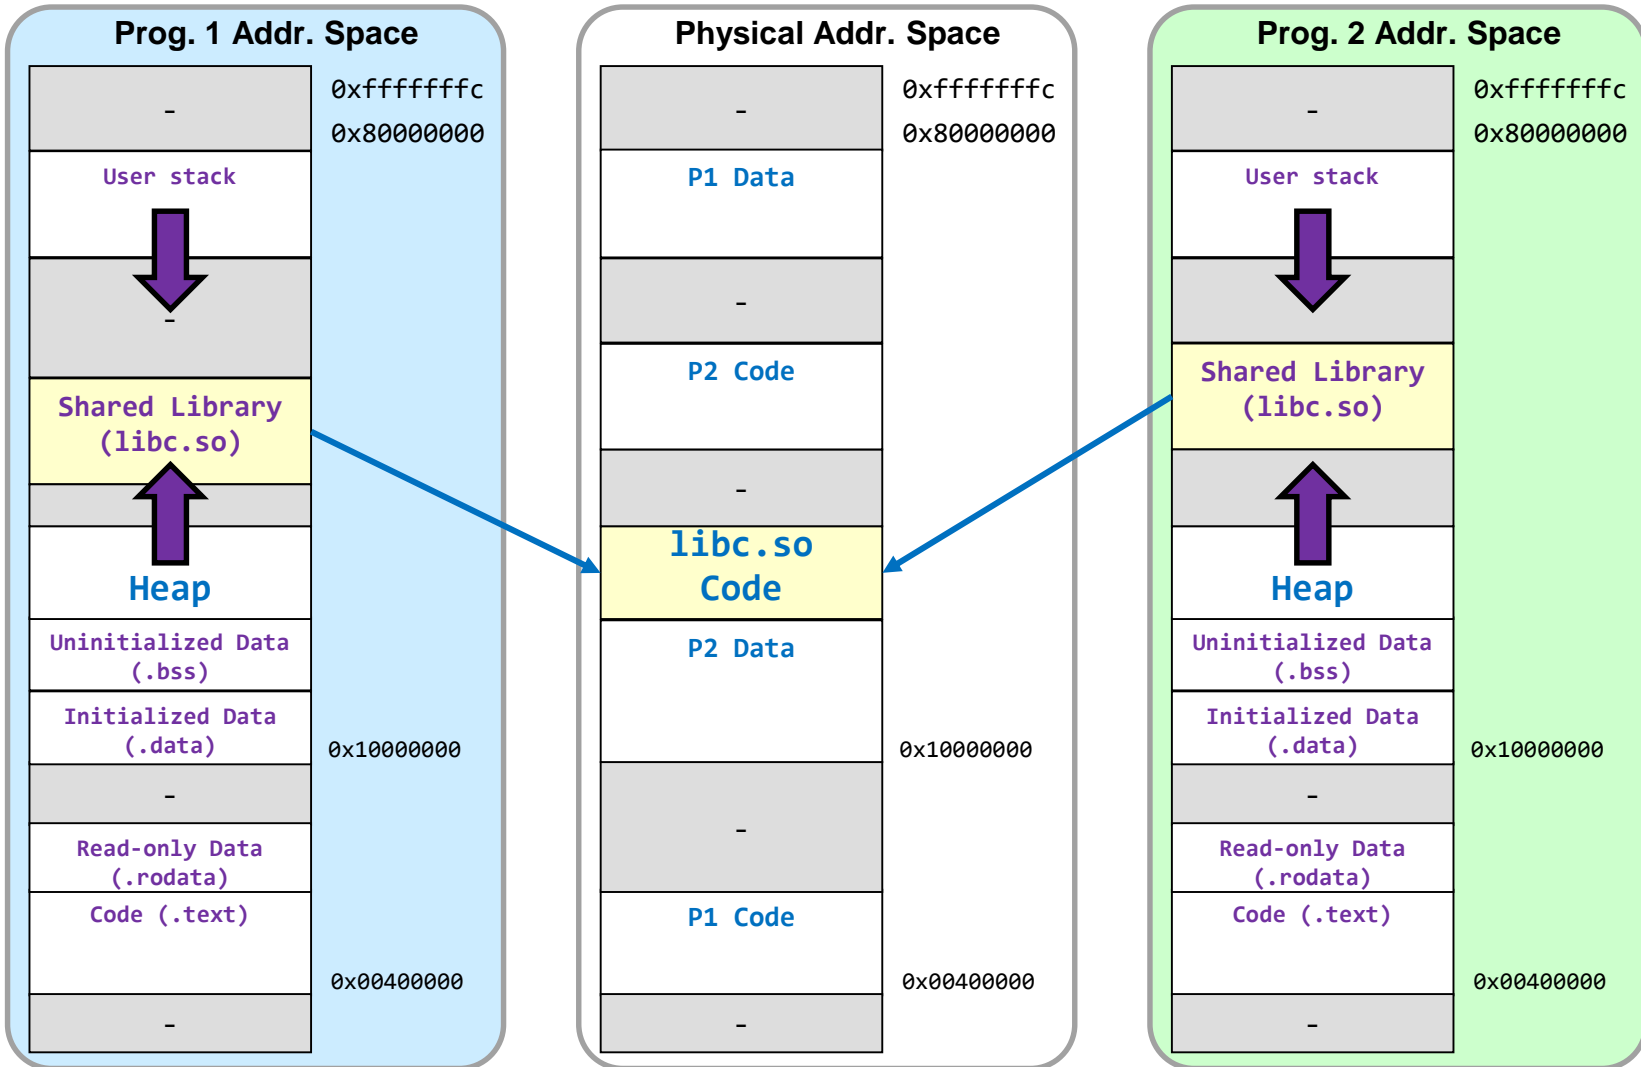 Prog. 1 Addr. Space
-
0xfffffffc
0x80000000
User stack
-
Shared Library
(libc.so)
Heap
Uninitialized Data
(.bss)
Initialized Data
(.data)
0x10000000
-
Read-only Data
(.rodata)
Code (.text)
0x00400000
-
Physical Addr. Space
-
0xfffffffc
0x80000000
P1 Data
-
P2 Code
-
libc.so
Code
P2 Data
0x10000000
-
P1 Code
0x00400000
-
Prog. 2 Addr. Space
-
0xfffffffc
0x80000000
User stack
Shared Library
(libc.so)
Heap
Uninitialized Data
(.bss)
Initialized Data
(.data)
0x10000000
-
Read-only Data
(.rodata)
Code (.text)
0x00400000
-